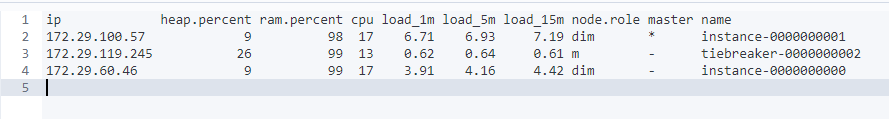 1 ip heap.percent ram.percent cpu load_1m load_5m load_15m node.role master name
2 172.29.100.57 9 98 17 6.71 6.93 7.19 dim * instance-0000000001
3 172.29.119.245 26 99 13 0.62 0.64 0.61 m - tiebreaker-0000000002
4 172.29.60.46 9 99 17 3.91 4.16 4.42 dim - instance-0000000000
5